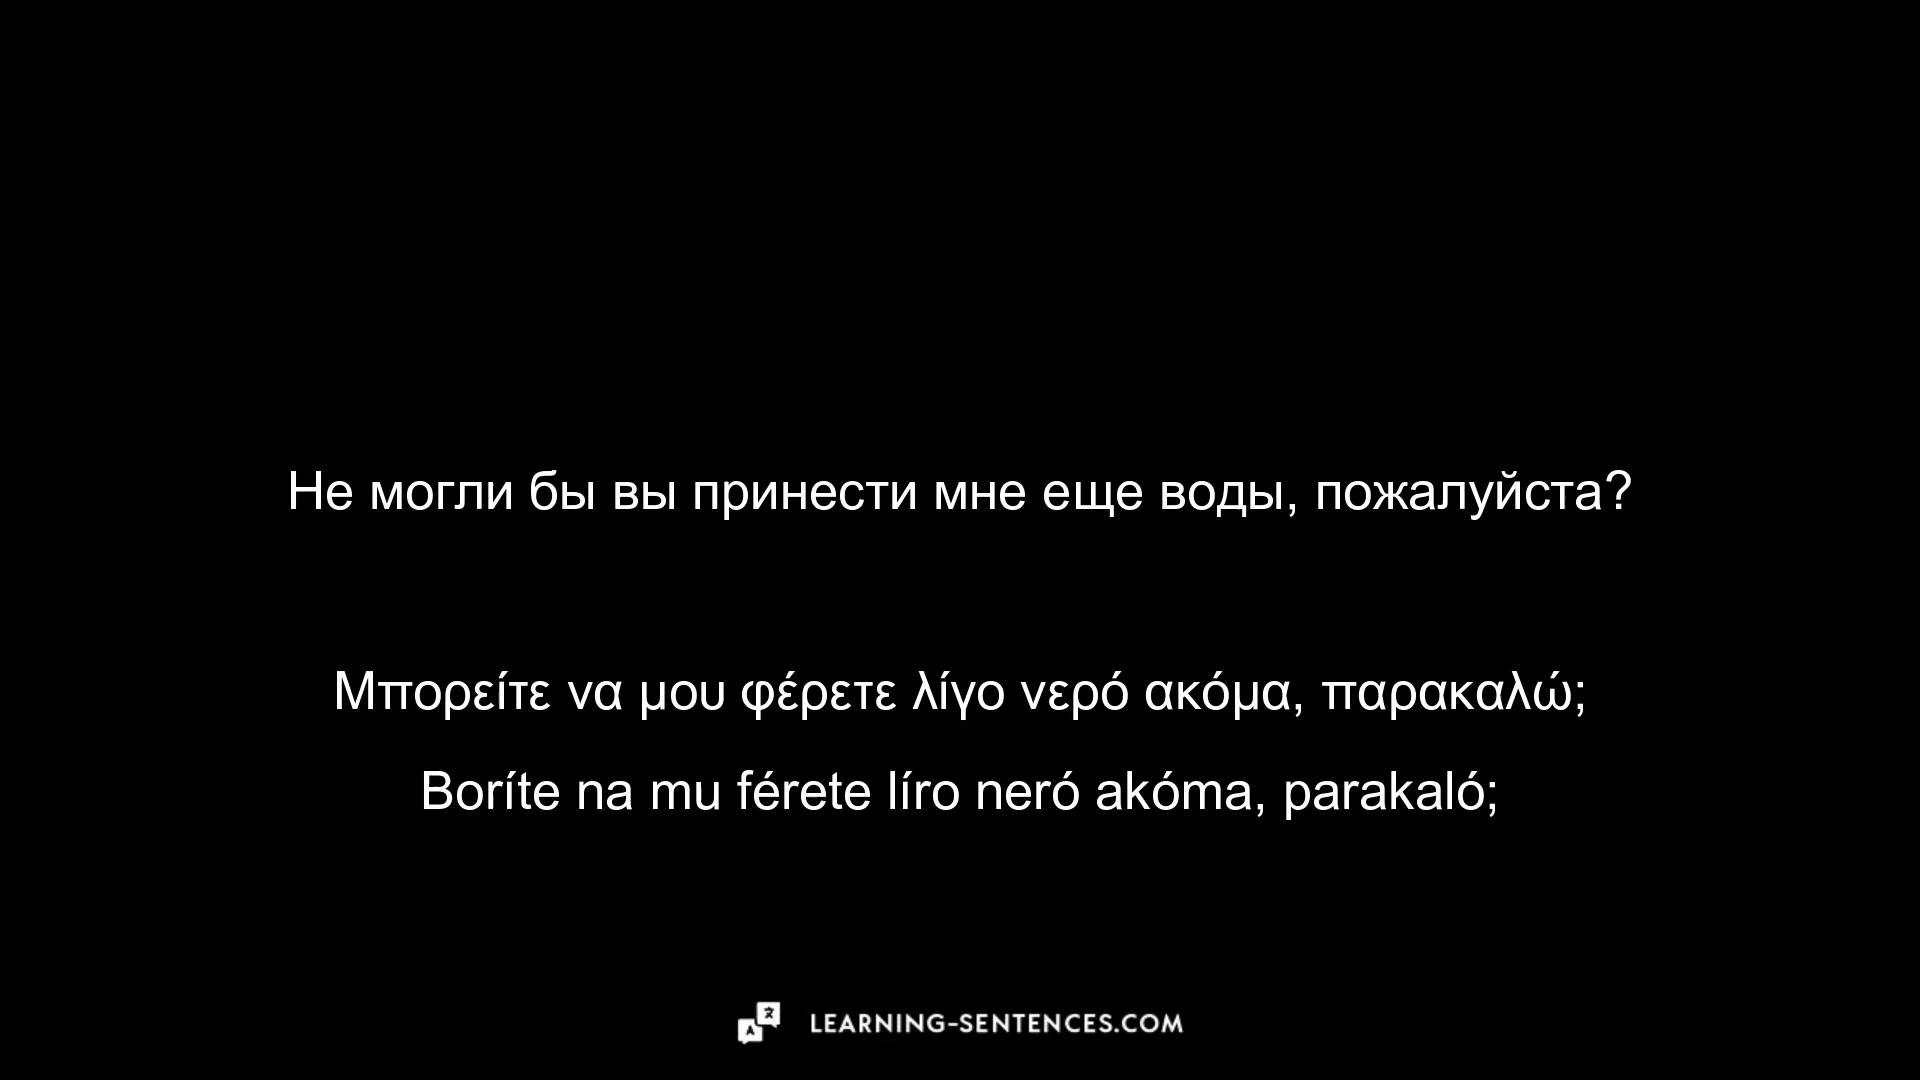 Не могли бы вы принести мне еще воды, пожалуйста?
Μπορείτε να μου φέρετε λίγο νερό ακόμα, παρακαλώ;
Boríte na mu férete líro neró akóma, parakaló;
LEARNING-SENTENCES.COM